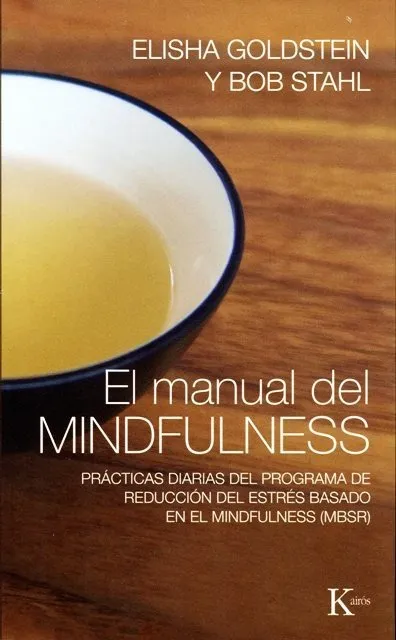 ELISHA GOLDSTEIN
Y BOB STAHL
El manual del
MINDFULNESS
PRÁCTICAS DIARIAS DEL PROGRAMA DE
REDUCCIÓN DEL ESTRÉS BASADO
EN EL MINDFULNESS (MBSR)
Kairós